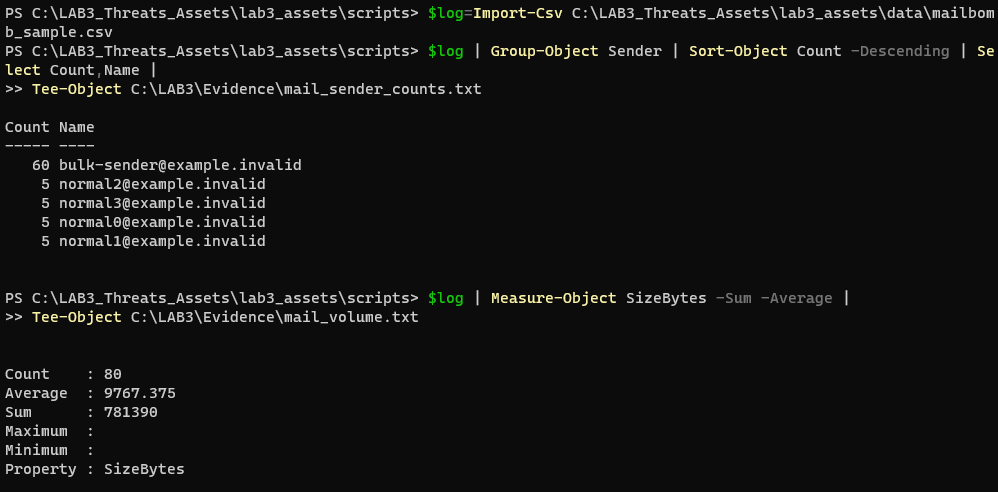 PS C:\LAB3_Threats_Assets\lab3_assets\scripts> $log=Import-Csv C:\LAB3_Threats_Assets\lab3_assets\data\mailbom
b_sample.csv
PS C:\LAB3_Threats_Assets\lab3_assets\scripts> $log | Group-Object Sender | Sort-Object Count -Descending | Se
lect Count,Name |
>> Tee-Object C:\LAB3\Evidence\mail_sender_counts.txt
Count Name
----- ----
60 bulk-sender@example.invalid
5 normal2@example.invalid
5 normal3@example.invalid
5 normal0@example.invalid
5 normal1@example.invalid
PS C:\LAB3_Threats_Assets\lab3_assets\scripts> $log | Measure-Object SizeBytes -Sum -Average |
>> Tee-Object C:\LAB3\Evidence\mail_volume.txt
Count    : 80
Average  : 9767.375
Sum      : 781390
Maximum  :
Minimum  :
Property : SizeBytes